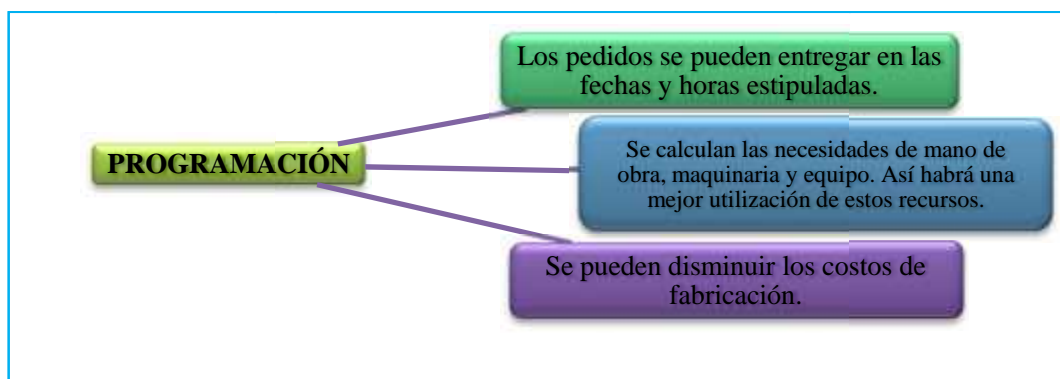 Los pedidos se pueden entregar en las
fechas y horas estipuladas.
PROGRAMACIÓN
Se calculan las necesidades de mano de
obra, maquinaria y equipo. Así habrá una
mejor utilización de estos recursos.
Se pueden disminuir los costos de
fabricación.